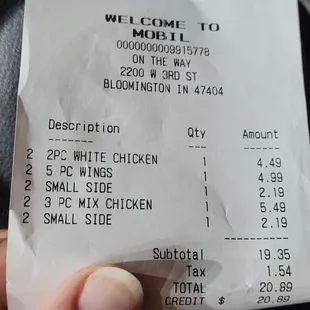 WELCOME TO
MOBIL
0000000009915778
ON THE WAY
2200 W 3RD ST
BLOOMINGTON IN 47404
Description Qty Amount
------- --- ------
2 2PC WHITE CHICKEN 1 4.49
2 5 PC WINGS 1 4.99
2 SMALL SIDE 1 2.19
2 3 PC MIX CHICKEN 1 5.49
2 SMALL SIDE 1 2.19
----------
Subtotal 19.35
Tax 1.54
TOTAL 20.89
CREDIT $ 20.89